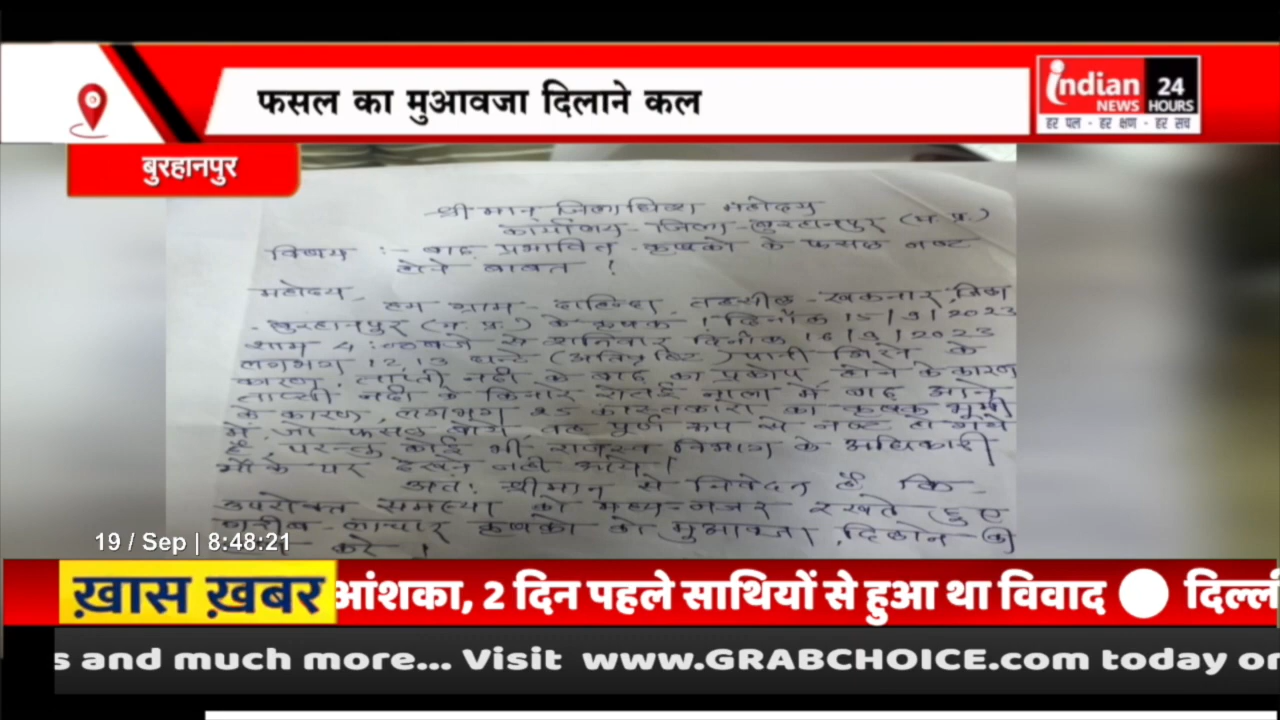 फसल का मुआवजा दिलाने कल
indian
NEWS
24
HOURS
हर पल - हर क्षण - हर सच
बुरहानपुर
श्रीमान जिलाधिश महोदय
कार्यालय - जिला - बुरहानपुर (म.प्र.)
विषय :- बाढ़ प्रभावित कृषको के फसल नष्ट
होने बाबत !
महोदय,
हम ग्राम - तहसील - खकनार, जिला
- बुरहानपुर (म.प्र.) के कृषक ! दिनाँक 15/9/2023
शाम 4:00 बजे से शनिवार दिनाँक 16/9/2023
लगभग 12,13 घन्टे पानी गिरने के
कारण, ताप्ती नदी के बाढ़ का प्रकोप होने के कारण
ताप्ती नदी के किनारे नाला में बाढ़ आने
के कारण, लगभग 25 कास्तकारो का कृषक भूमी
में जो फसल पूर्ण रूप से नष्ट हो गये
है, परन्तु कोई भी राजस्व विभाग के अधिकारी
मौके पर देखने नही आये !
अतः श्रीमान से निवेदन है कि
उपरोक्त समस्या को मध्य-नजर रखते हुए
गरीब - लाचार कृषको को मुआवजा दिलाने की
करे !
19 / Sep | 8:48:21
ख़ास ख़बर
आंशका, 2 दिन पहले साथियों से हुआ था विवाद
s and much more... Visit www.GRABCHOICE.com today